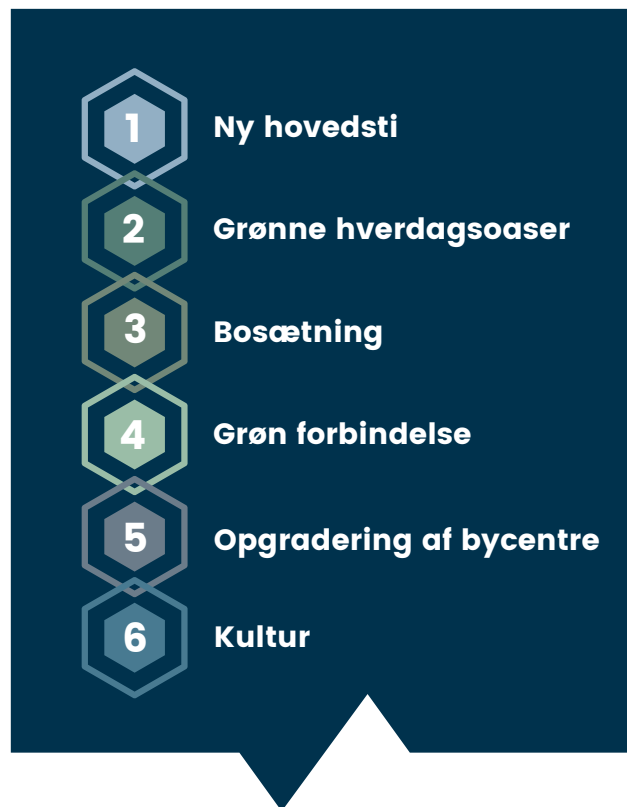 1 Ny hovedsti
2 Grønne hverdagsoaser
3 Bosætning
4 Grøn forbindelse
5 Opgradering af bycentre
6 Kultur